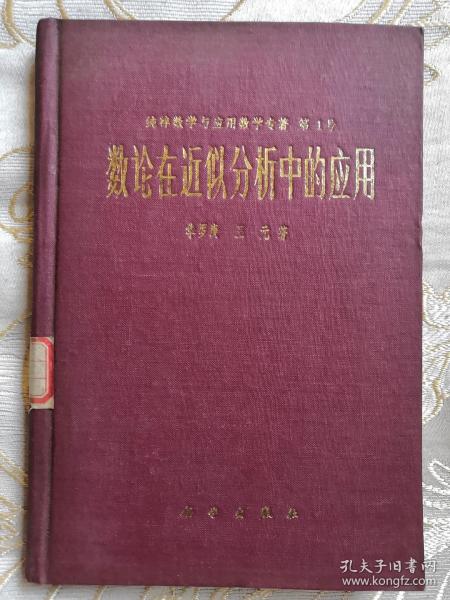 纯粹数学与应用数学专著 第1号
数论在近似分析中的应用
华罗庚 王元 著
科学出版社
孔夫子旧书网
www.kongfz.com